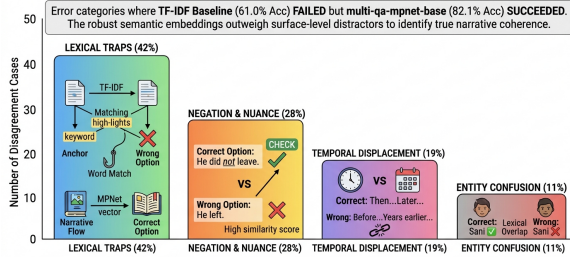 Error categories where TF-IDF Baseline (61.0% Acc) FAILED but multi-qa-mpnet-base (82.1% Acc) SUCCEEDED.
The robust semantic embeddings outweigh surface-level distractors to identify true narrative coherence.
Number of Disagreement Cases
50
40
30
20
10
0
LEXICAL TRAPS (42%)
TF-IDF
Matching
high-lights
keyword
Anchor
Wrong
Option
Word Match
MPNet
vector
Narrative
Flow
Correct
Option
LEXICAL TRAPS (42%)
NEGATION & NUANCE (28%)
CHECK
Correct Option:
He did not leave.
VS
Wrong Option:
He left.
High similarity score
NEGATION & NUANCE (28%)
TEMPORAL DISPLACEMENT (19%)
VS
Correct: Then...Later...
Wrong: Before...Years earlier...
TEMPORAL DISPLACEMENT (19%)
ENTITY CONFUSION (11%)
Correct:
Sani
Lexical
Overlap
Wrong:
Sani
ENTITY CONFUSION (11%)